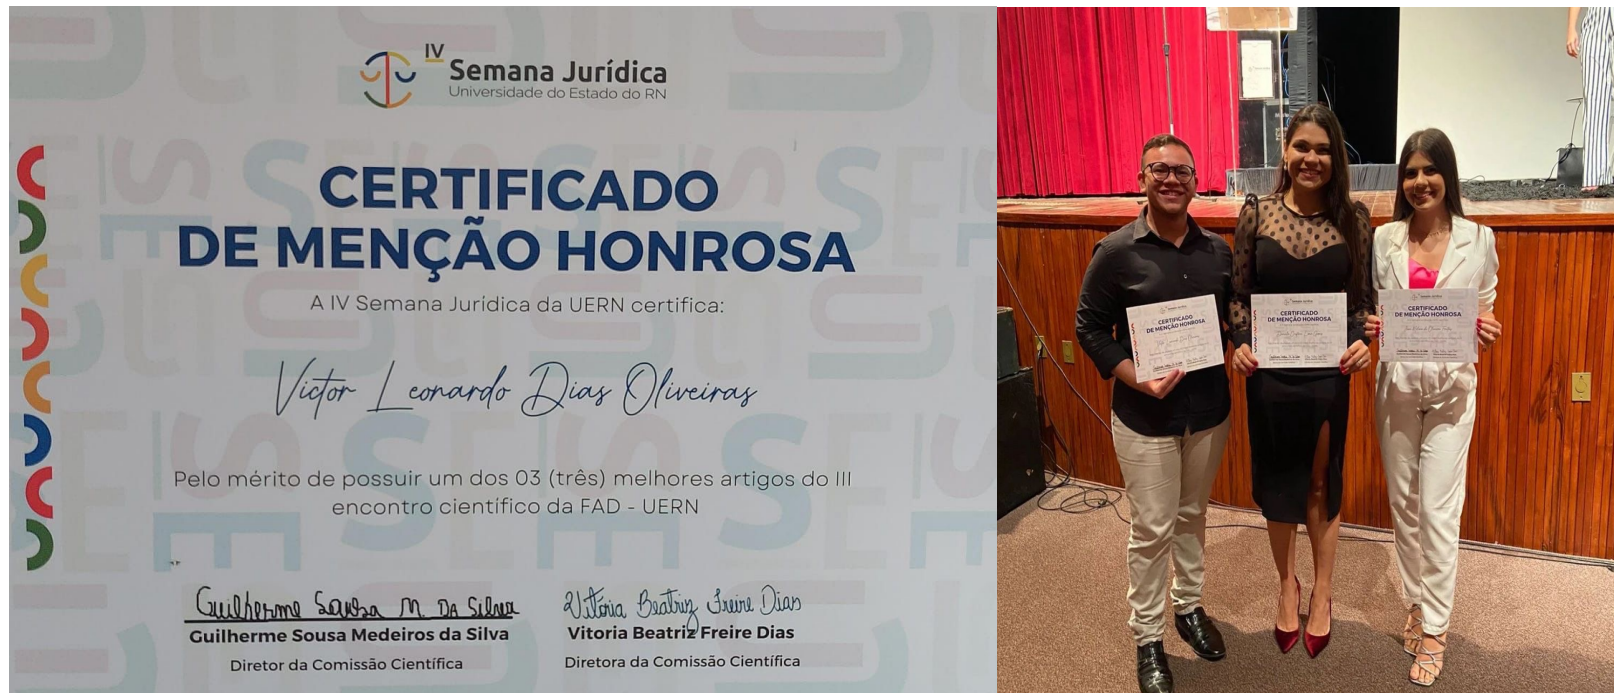 IV
Semana Jurídica
Universidade do Estado do RN
CERTIFICADO
DE MENÇÃO HONROSA
A IV Semana Jurídica da UERN certifica:
Victor Leonardo Dias Oliveiras
Pelo mérito de possuir um dos 03 (três) melhores artigos do III
encontro científico da FAD - UERN
Guilherme Sousa M. DA Silva
Guilherme Sousa Medeiros da Silva
Diretor da Comissão Científica
Vitória Beatriz Freire Dias
Vitoria Beatriz Freire Dias
Diretora da Comissão Científica
CERTIFICADO
DE MENÇÃO HONROSA
CERTIFICADO
DE MENÇÃO HONROSA
CERTIFICADO
DE MENÇÃO HONROSA